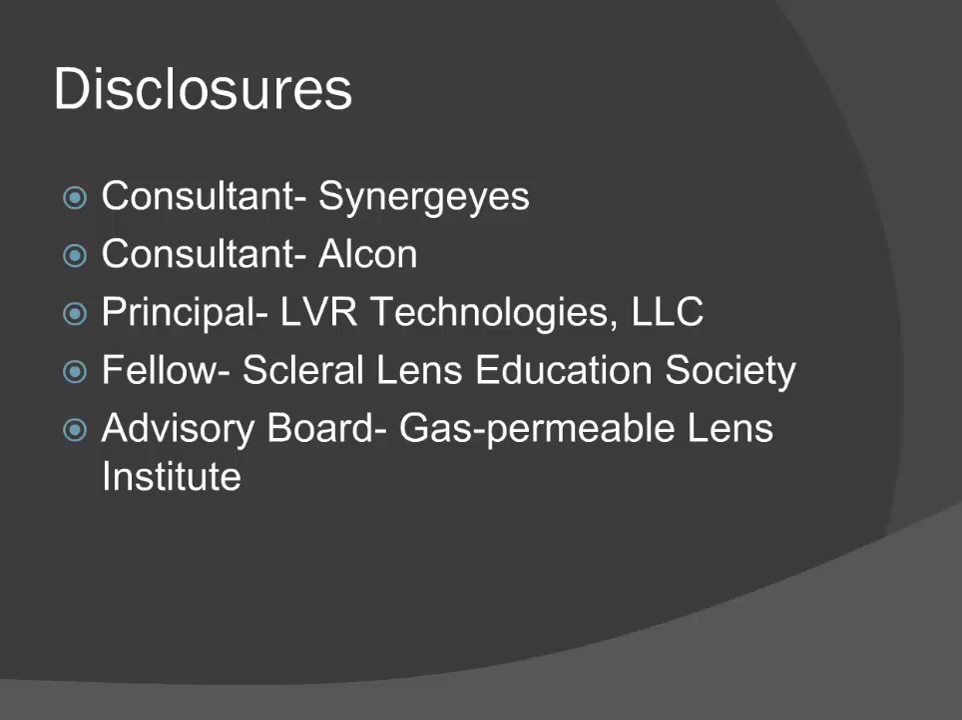 Disclosures
Consultant- Synergeyes
Consultant- Alcon
Principal- LVR Technologies, LLC
Fellow- Scleral Lens Education Society
Advisory Board- Gas-permeable Lens
Institute